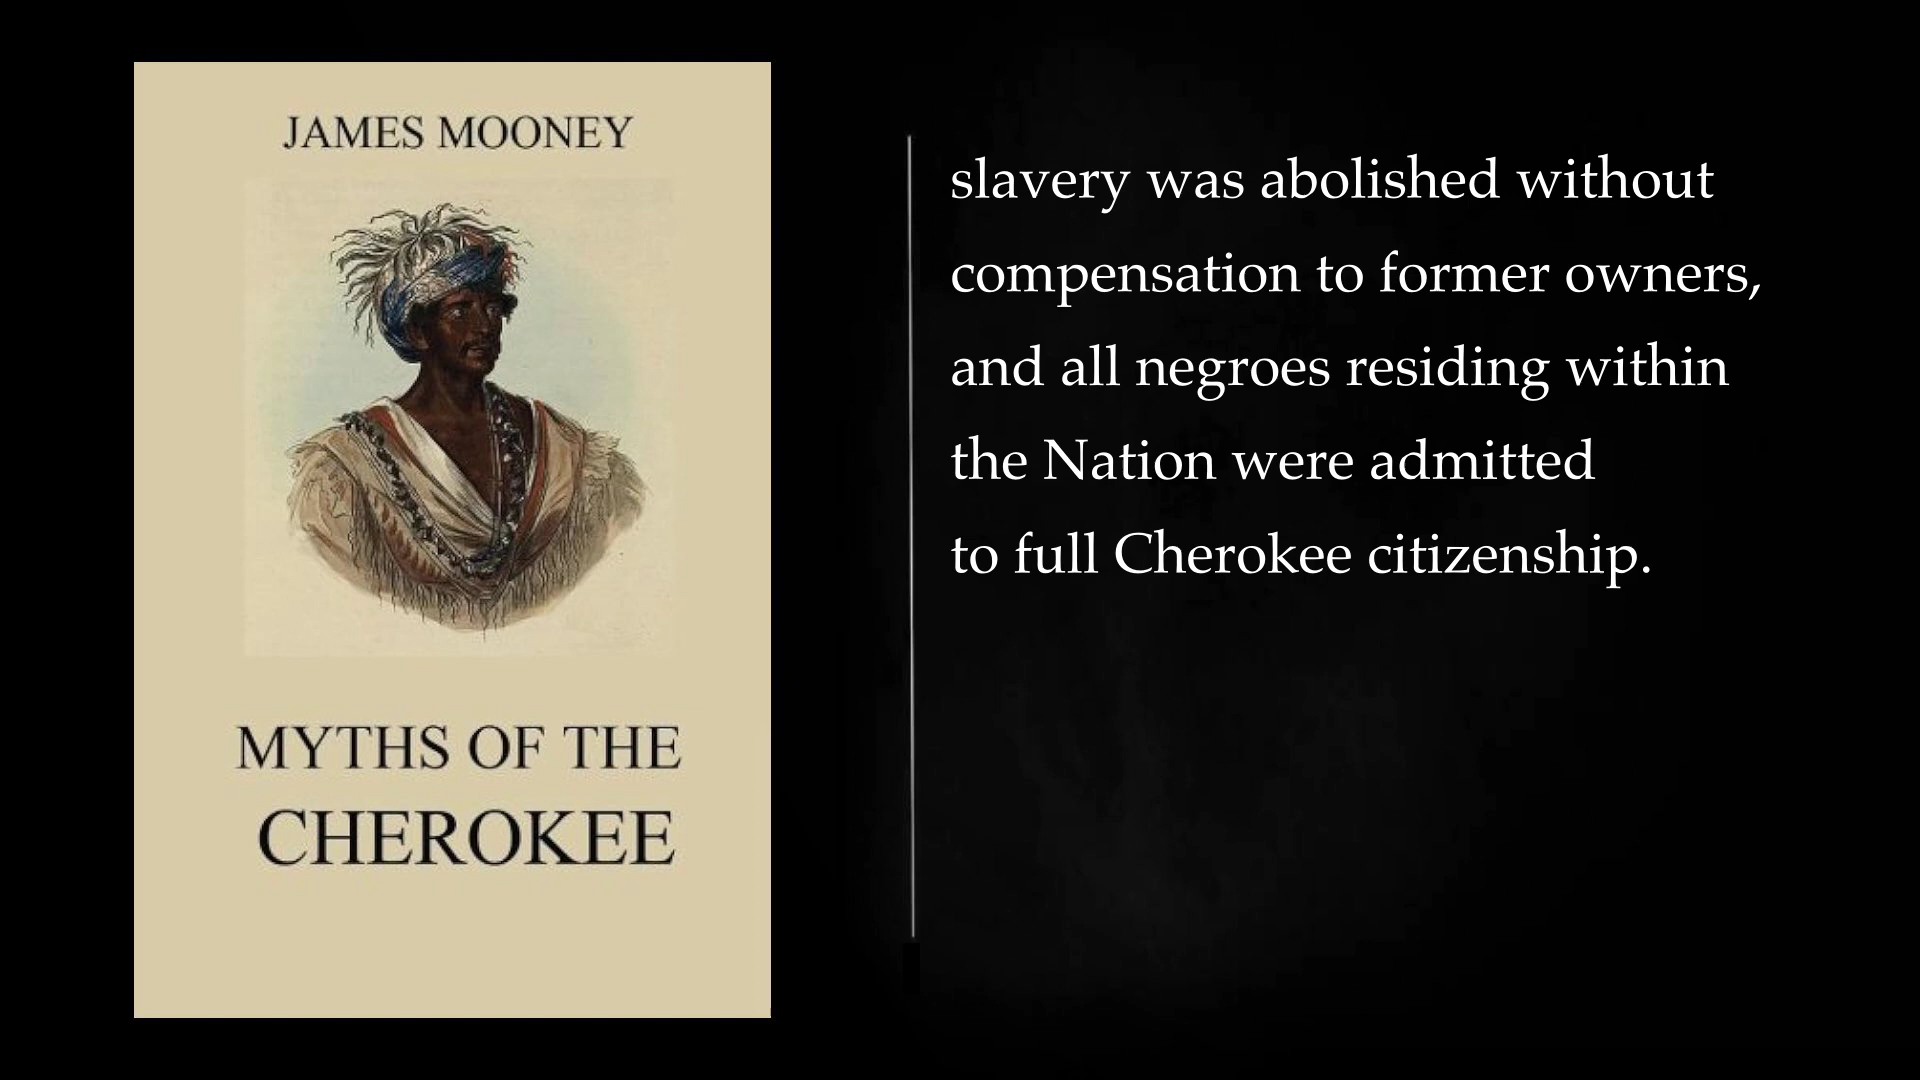 JAMES MOONEY
MYTHS OF THE
CHEROKEE
slavery was abolished without
compensation to former owners,
and all negroes residing within
the Nation were admitted
to full Cherokee citizenship.